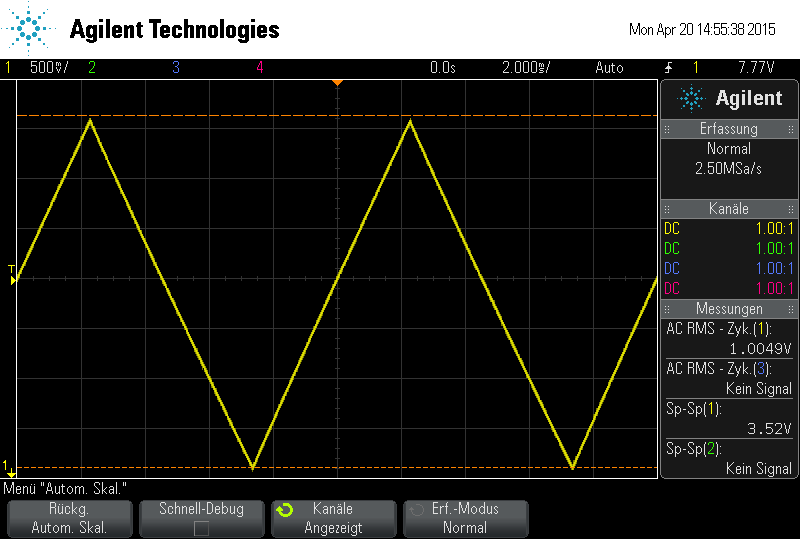 Agilent Technologies
Mon Apr 20 14:55:38 2015
1 500mV/ 2 3 4 0.0s 2.000ms/ Auto 1 7.77V
Agilent
Erfassung
Normal
2.50MSa/s
Kanäle
DC 1.00:1
DC 1.00:1
DC 1.00:1
DC 1.00:1
Messungen
AC RMS - Zyk.(1):
1.0049V
AC RMS - Zyk.(3):
Kein Signal
Sp-Sp(1):
3.52V
Sp-Sp(2):
Kein Signal
T
1
Menü "Autom. Skal."
Rückg.
Autom. Skal.
Schnell-Debug
Kanäle
Angezeigt
Erf.-Modus
Normal